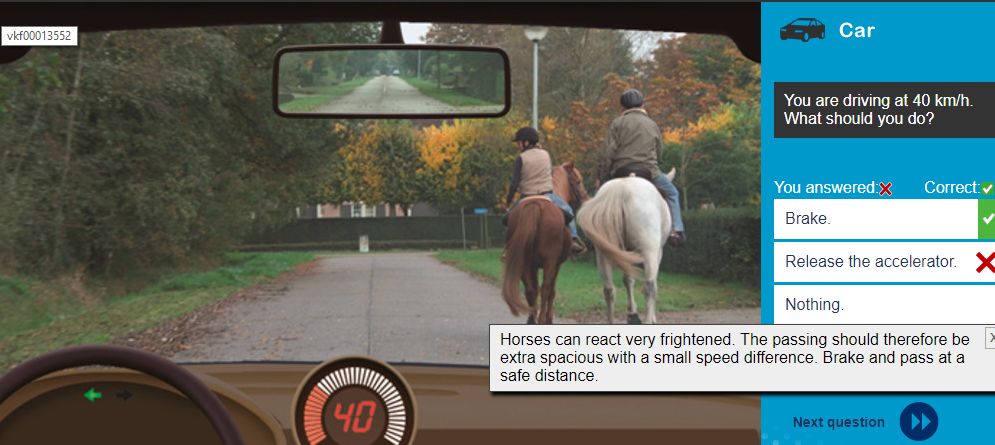 vkf00013552
Car
You are driving at 40 km/h.
What should you do?
You answered:
Correct:
Brake.
Release the accelerator.
Nothing.
Horses can react very frightened. The passing should therefore be
extra spacious with a small speed difference. Brake and pass at a
safe distance.
X
40
Next question